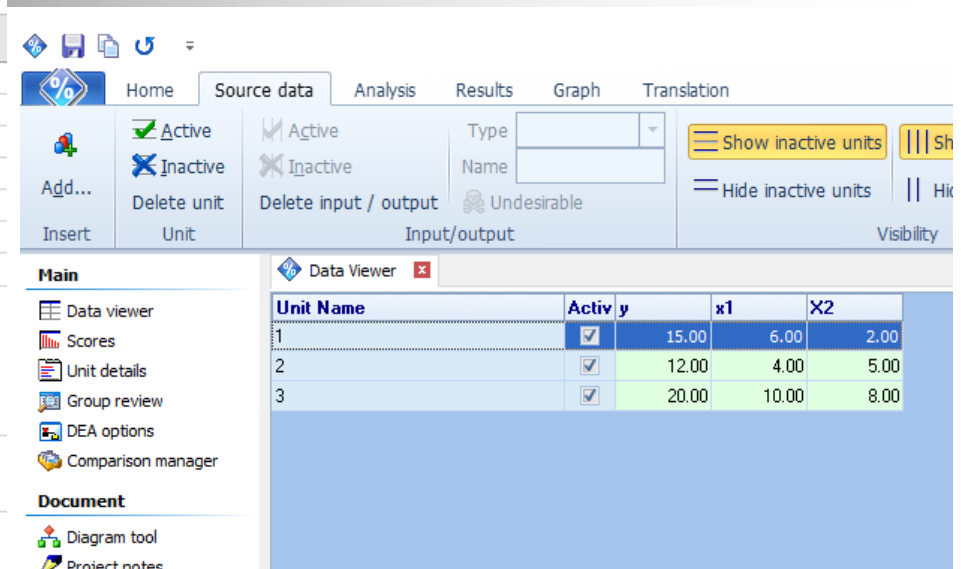 Home Source data Analysis Results Graph Translation
Active Active Type Show inactive units
Add... Inactive Inactive Name
Delete unit Delete input / output Undesirable Hide inactive units
Insert Unit Input/output Visibility
Main Data Viewer
Data viewer Unit Name Activ y x1 X2
Scores 1 15.00 6.00 2.00
Unit details 2 12.00 4.00 5.00
Group review 3 20.00 10.00 8.00
DEA options
Comparison manager
Document
Diagram tool
Project notes